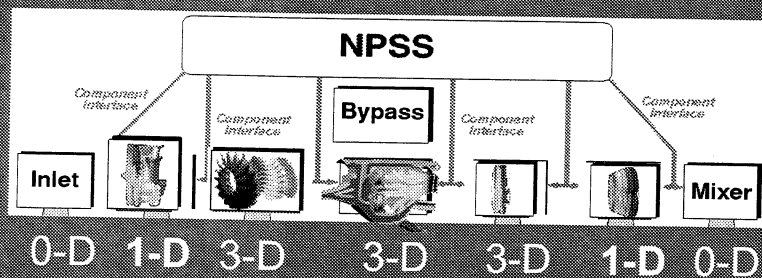 NPSS
Component
Interface
Component
Interface
Bypass
Component
Interface
Component
Interface
Inlet
Mixer
0-D 1-D 3-D 3-D 3-D 1-D 0-D